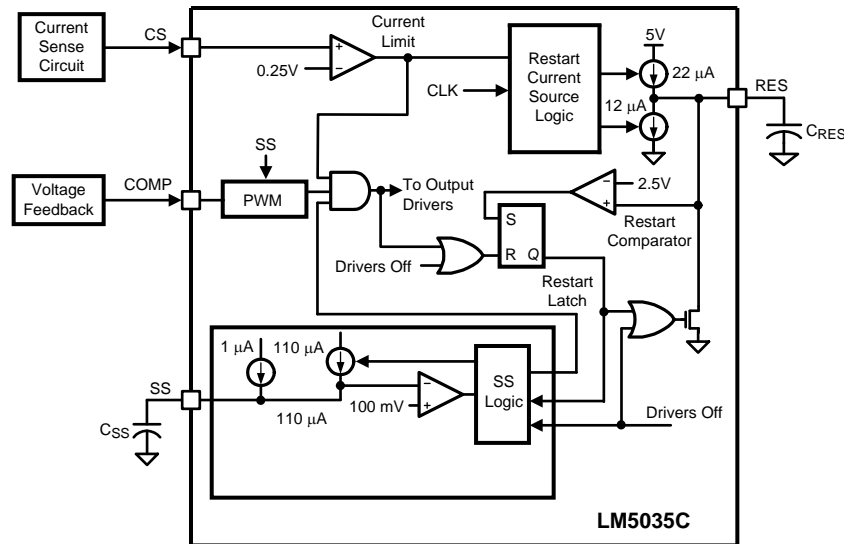 Current
Sense
Circuit
CS
Current
Limit
+
−
0.25V
CLK
Restart
Current
Source
Logic
5V
22 μA
12 μA
RES
CRES
SS
Voltage
Feedback
COMP
PWM
To Output
Drivers
−
2.5V
+
Restart
Comparator
S
R Q
Drivers Off
Restart
Latch
1 μA
110 μA
SS
CSS
110 μA
−
100 mV
+
SS
Logic
Drivers Off
LM5035C